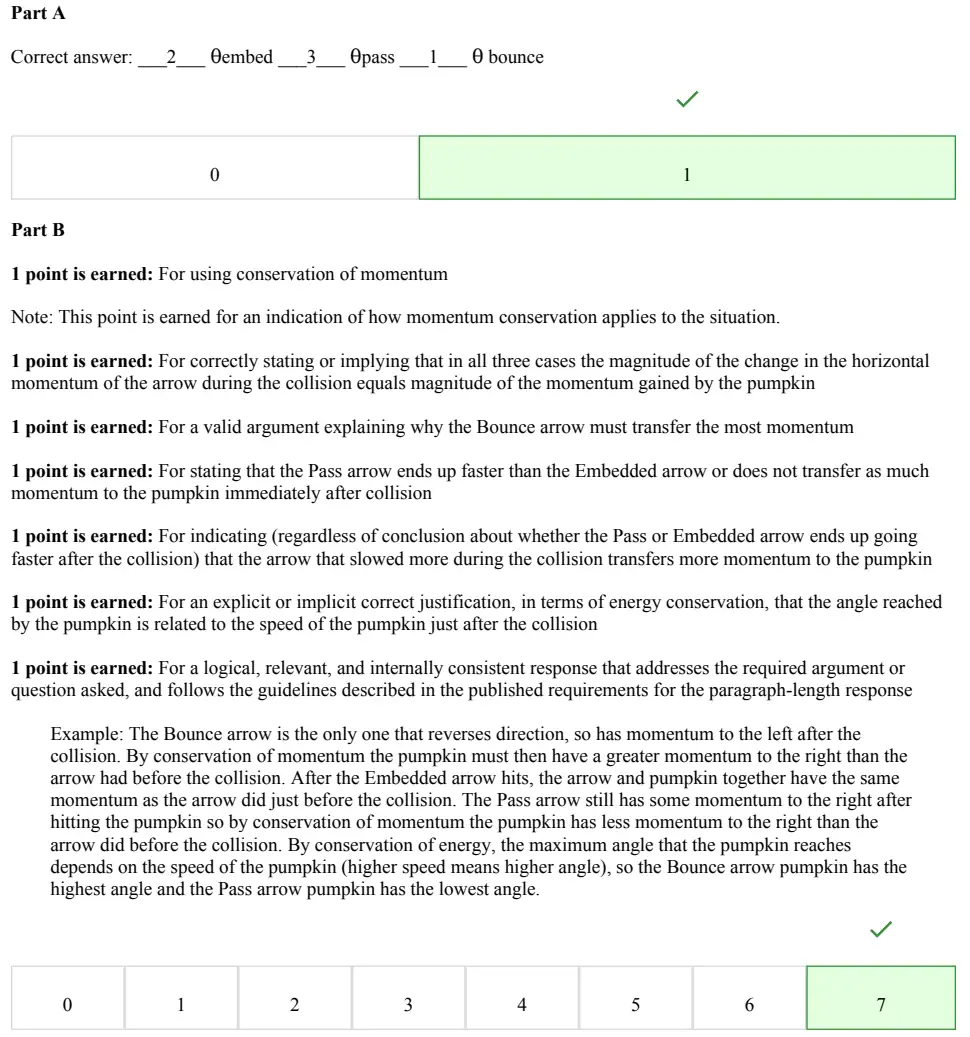 Part A
Correct answer: ___2___ θembed ___3___ θpass ___1___ θ bounce
0 1
Part B
1 point is earned: For using conservation of momentum
Note: This point is earned for an indication of how momentum conservation applies to the situation.
1 point is earned: For correctly stating or implying that in all three cases the magnitude of the change in the horizontal
momentum of the arrow during the collision equals magnitude of the momentum gained by the pumpkin
1 point is earned: For a valid argument explaining why the Bounce arrow must transfer the most momentum
1 point is earned: For stating that the Pass arrow ends up faster than the Embedded arrow or does not transfer as much
momentum to the pumpkin immediately after collision
1 point is earned: For indicating (regardless of conclusion about whether the Pass or Embedded arrow ends up going
faster after the collision) that the arrow that slowed more during the collision transfers more momentum to the pumpkin
1 point is earned: For an explicit or implicit correct justification, in terms of energy conservation, that the angle reached
by the pumpkin is related to the speed of the pumpkin just after the collision
1 point is earned: For a logical, relevant, and internally consistent response that addresses the required argument or
question asked, and follows the guidelines described in the published requirements for the paragraph-length response
Example: The Bounce arrow is the only one that reverses direction, so has momentum to the left after the
collision. By conservation of momentum the pumpkin must then have a greater momentum to the right than the
arrow had before the collision. After the Embedded arrow hits, the arrow and pumpkin together have the same
momentum as the arrow did just before the collision. The Pass arrow still has some momentum to the right after
hitting the pumpkin so by conservation of momentum the pumpkin has less momentum to the right than the
arrow did before the collision. By conservation of energy, the maximum angle that the pumpkin reaches
depends on the speed of the pumpkin (higher speed means higher angle), so the Bounce arrow pumpkin has the
highest angle and the Pass arrow pumpkin has the lowest angle.
0 1 2 3 4 5 6 7